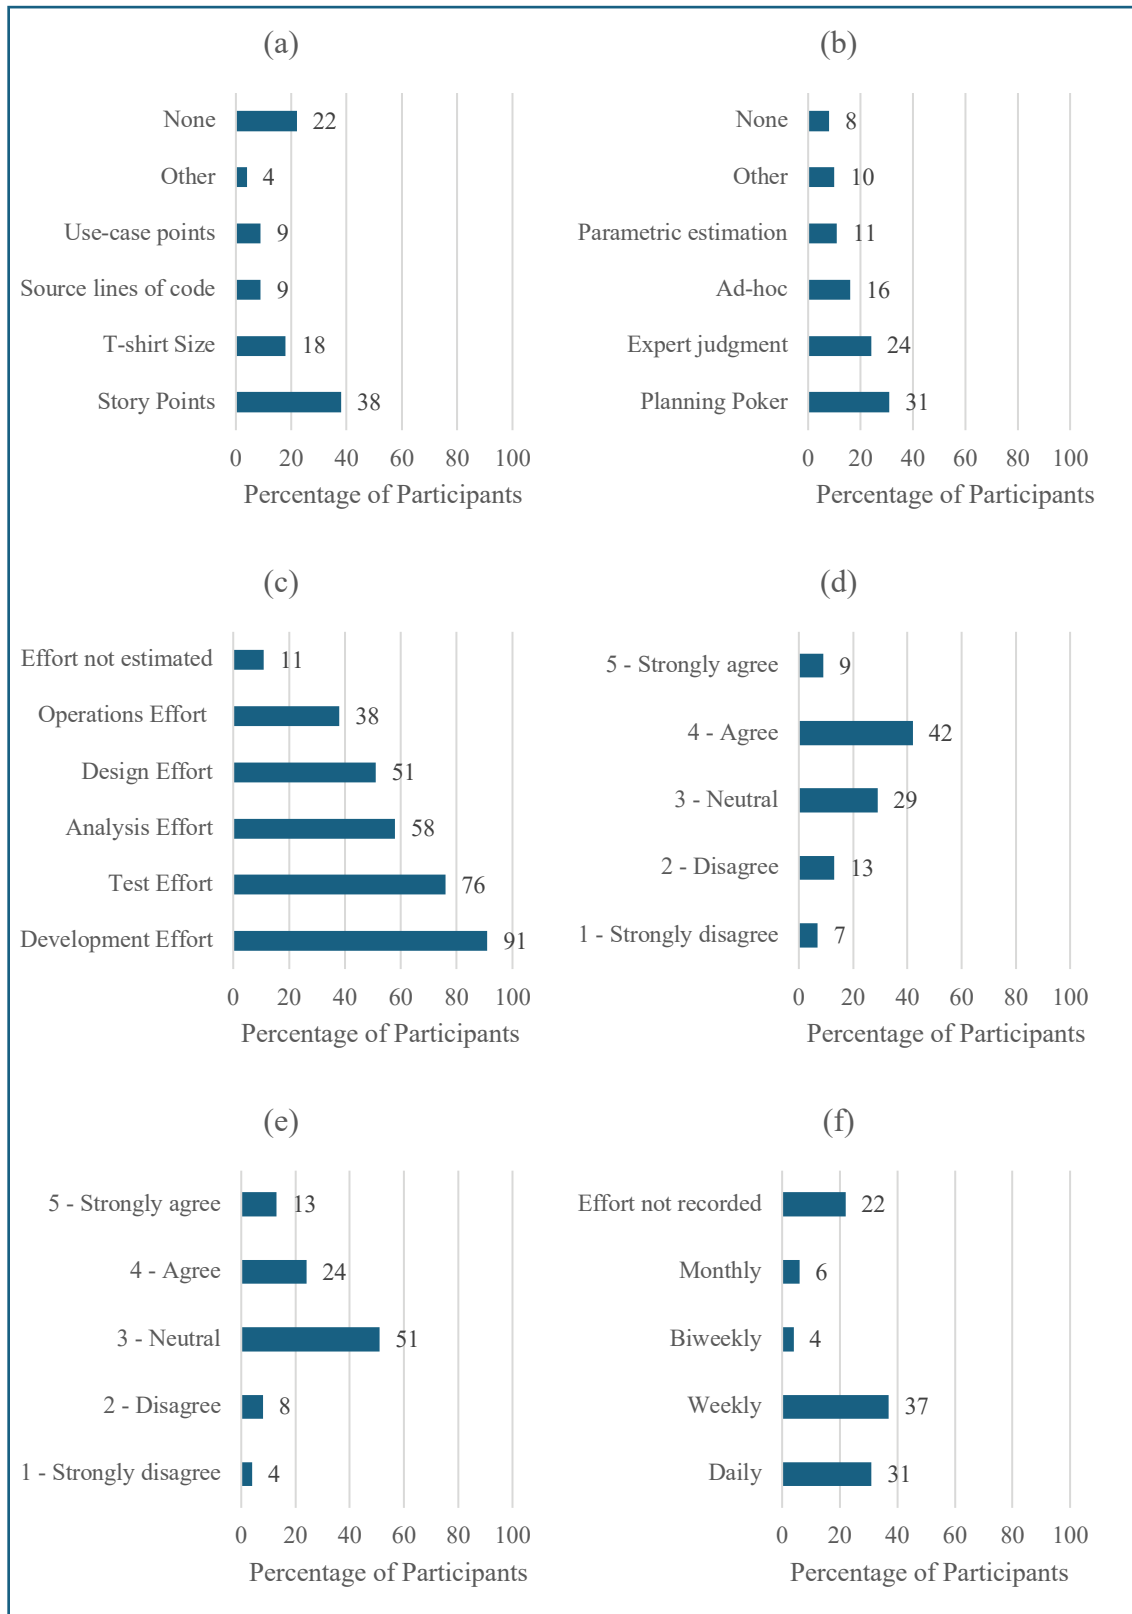 (a)
None 22
Other 4
Use-case points 9
Source lines of code 9
T-shirt Size 18
Story Points 38
0 20 40 60 80 100
Percentage of Participants
(b)
None 8
Other 10
Parametric estimation 11
Ad-hoc 16
Expert judgment 24
Planning Poker 31
0 20 40 60 80 100
Percentage of Participants
(c)
Effort not estimated 11
Operations Effort 38
Design Effort 51
Analysis Effort 58
Test Effort 76
Development Effort 91
0 20 40 60 80 100
Percentage of Participants
(d)
5 - Strongly agree 9
4 - Agree 42
3 - Neutral 29
2 - Disagree 13
1 - Strongly disagree 7
0 20 40 60 80 100
Percentage of Participants
(e)
5 - Strongly agree 13
4 - Agree 24
3 - Neutral 51
2 - Disagree 8
1 - Strongly disagree 4
0 20 40 60 80 100
Percentage of Participants
(f)
Effort not recorded 22
Monthly 6
Biweekly 4
Weekly 37
Daily 31
0 20 40 60 80 100
Percentage of Participants